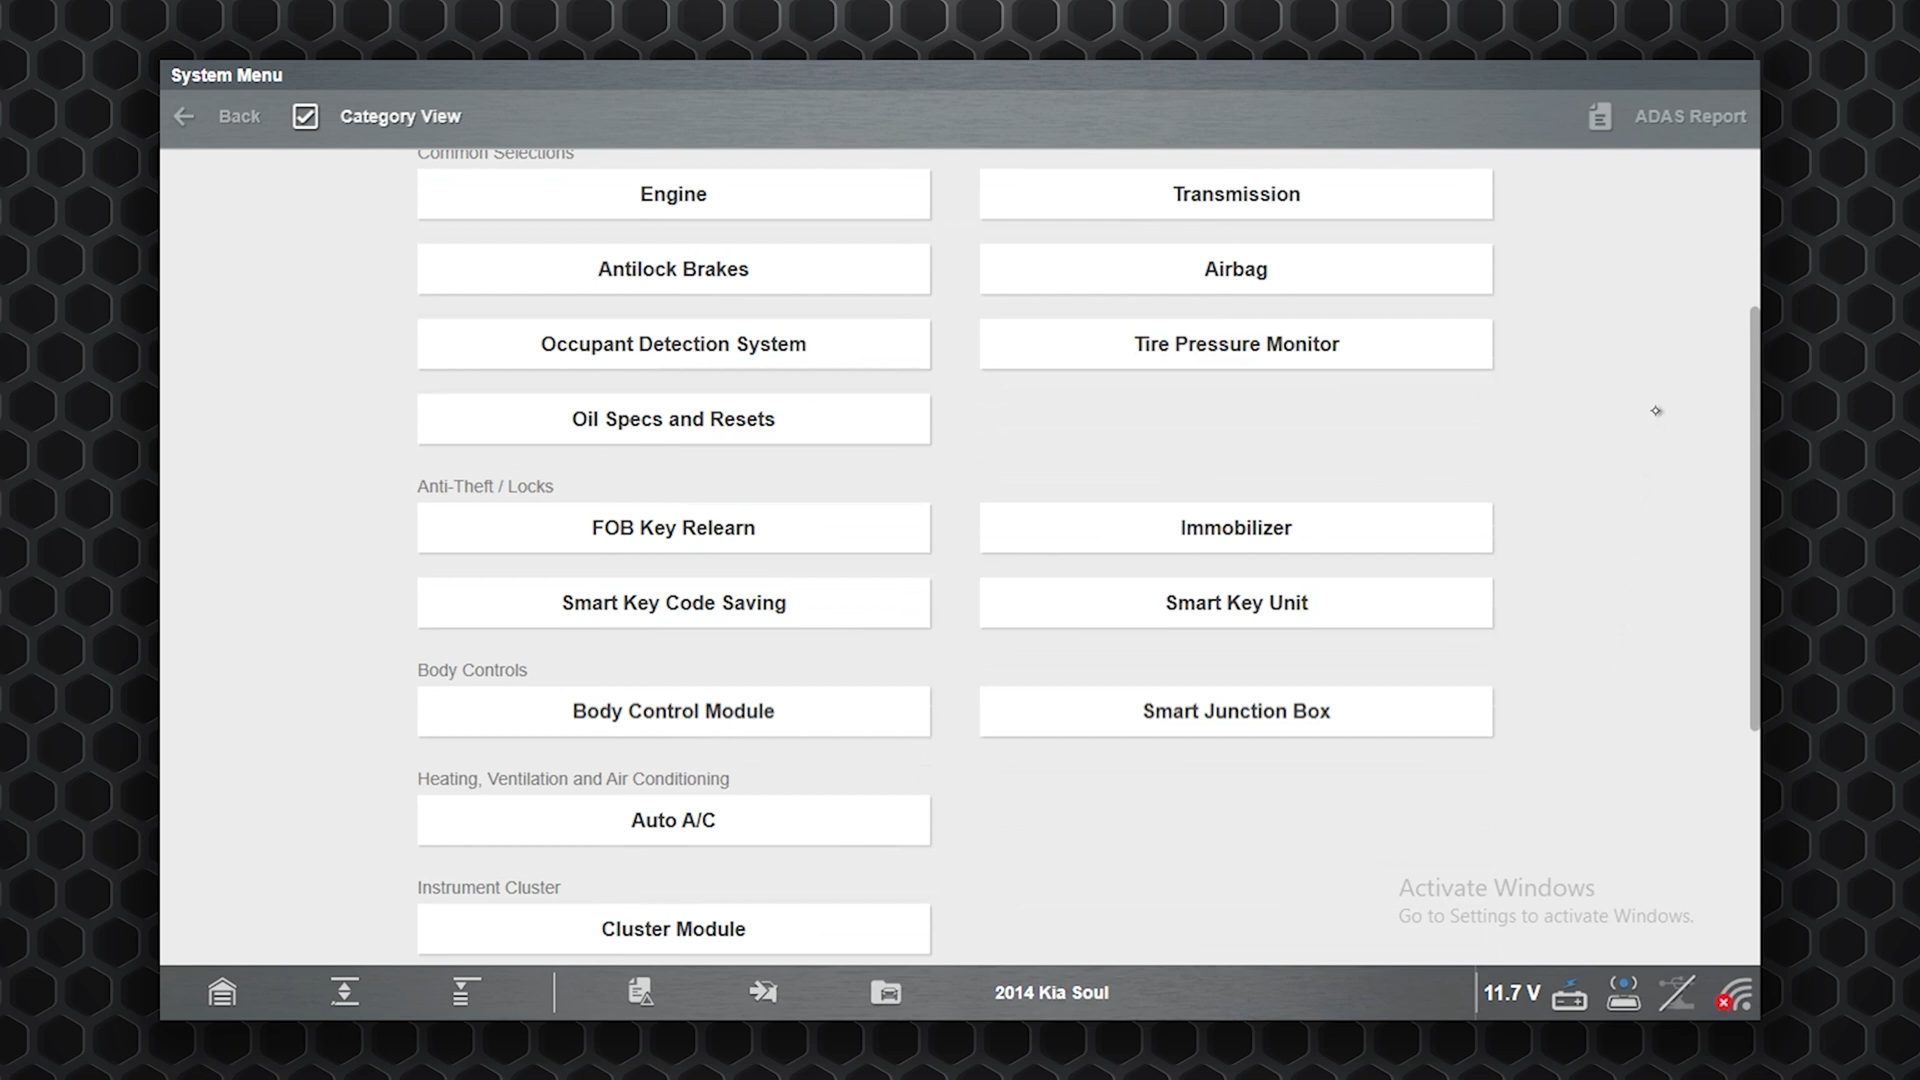 System Menu
Back
Category View
ADAS Report
Common Selections
Engine
Transmission
Antilock Brakes
Airbag
Occupant Detection System
Tire Pressure Monitor
Oil Specs and Resets
Anti-Theft / Locks
FOB Key Relearn
Immobilizer
Smart Key Code Saving
Smart Key Unit
Body Controls
Body Control Module
Smart Junction Box
Heating, Ventilation and Air Conditioning
Auto A/C
Instrument Cluster
Cluster Module
Activate Windows
Go to Settings to activate Windows.
2014 Kia Soul
11.7 V